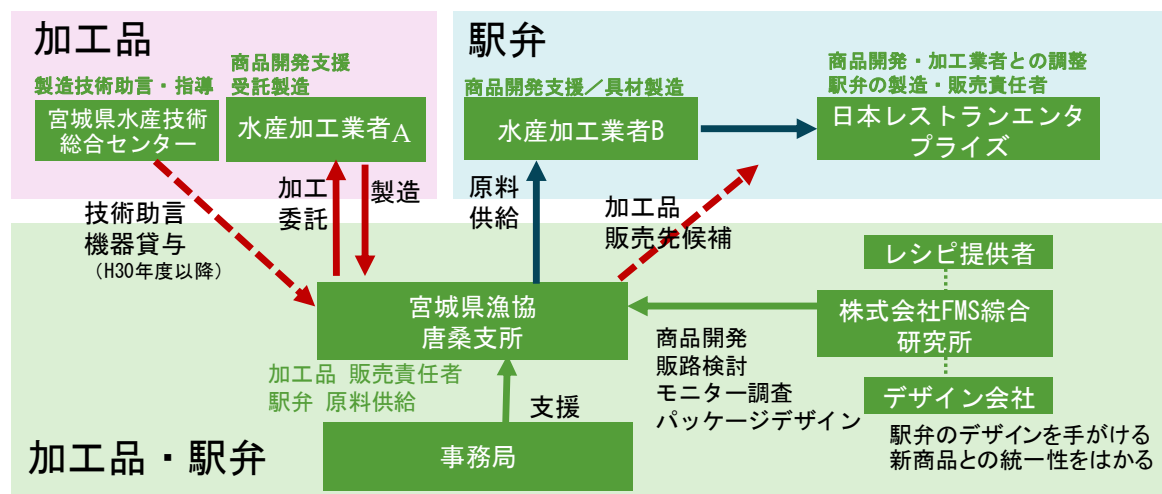 加工品
製造技術助言・指導
宮城県水産技術
総合センター
商品開発支援
受託製造
水産加工業者A
駅弁
商品開発支援／具材製造
水産加工業者B
商品開発・加工業者との調整
駅弁の製造・販売責任者
日本レストランエンタ
プライズ
技術助言
機器貸与
（H30年度以降）
加工
委託
製造
原料
供給
加工品
販売先候補
宮城県漁協
唐桑支所
加工品 販売責任者
駅弁 原料供給
支援
事務局
商品開発
販路検討
モニター調査
パッケージデザイン
レシピ提供者
株式会社FMS綜合
研究所
デザイン会社
駅弁のデザインを手がける
新商品との統一性をはかる
加工品・駅弁